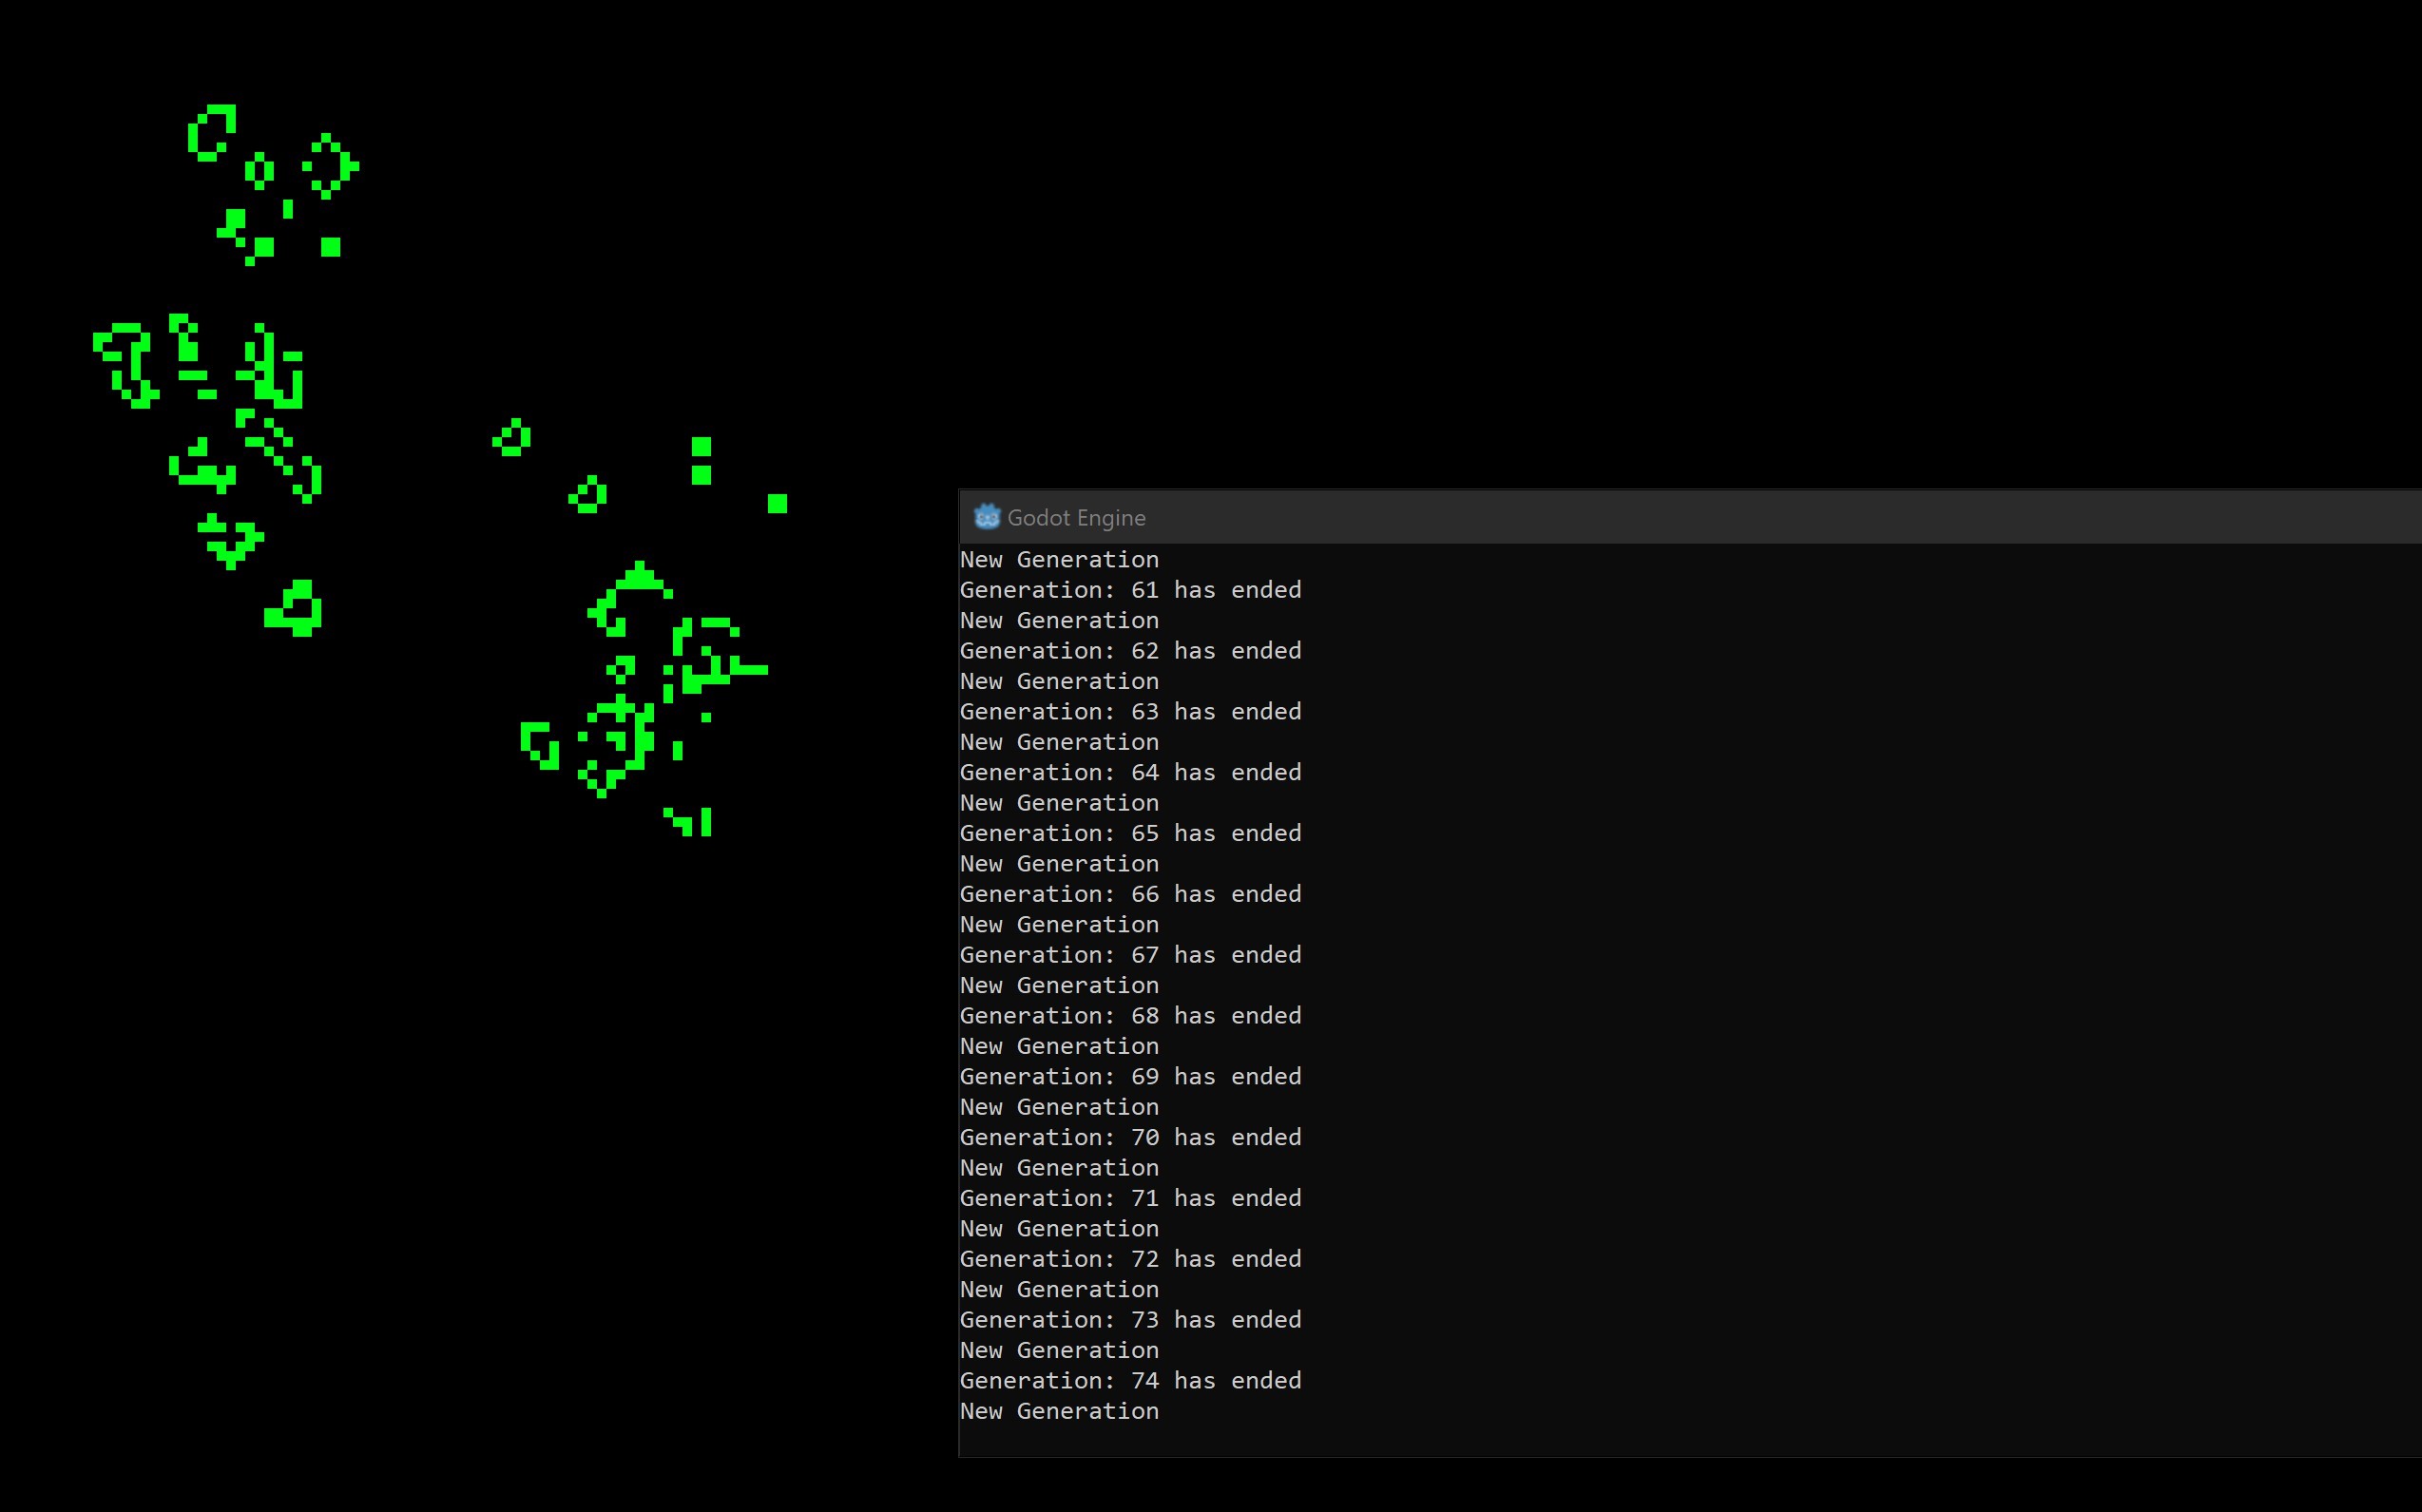 Godot Engine
New Generation
Generation: 61 has ended
New Generation
Generation: 62 has ended
New Generation
Generation: 63 has ended
New Generation
Generation: 64 has ended
New Generation
Generation: 65 has ended
New Generation
Generation: 66 has ended
New Generation
Generation: 67 has ended
New Generation
Generation: 68 has ended
New Generation
Generation: 69 has ended
New Generation
Generation: 70 has ended
New Generation
Generation: 71 has ended
New Generation
Generation: 72 has ended
New Generation
Generation: 73 has ended
New Generation
Generation: 74 has ended
New Generation